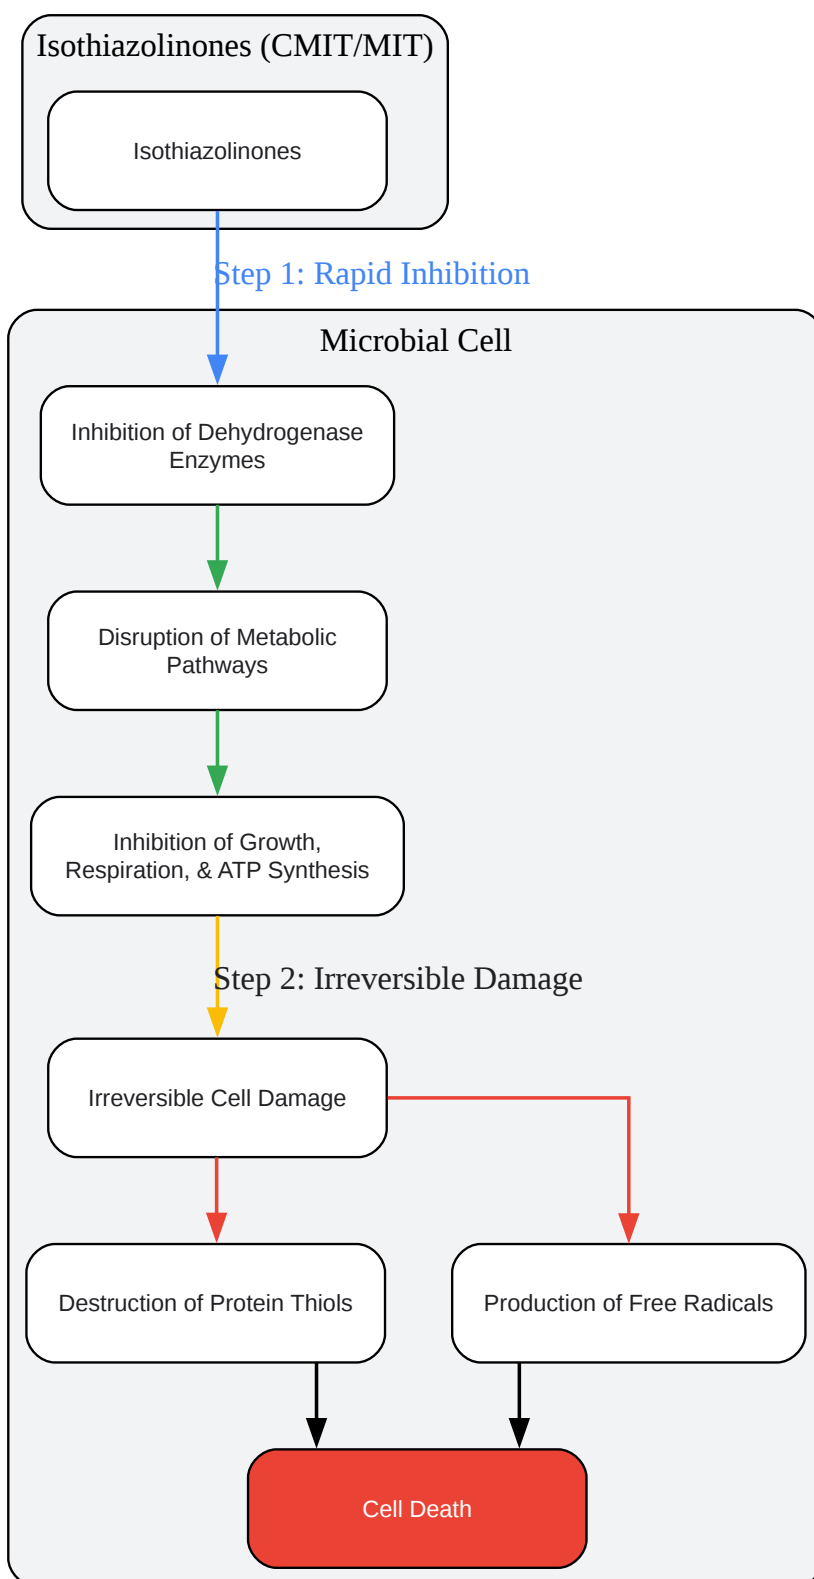 Isothiazolinones (CMIT/MIT)
Isothiazolinones
Step 1: Rapid Inhibition
Microbial Cell
Inhibition of Dehydrogenase
Enzymes
Disruption of Metabolic
Pathways
Inhibition of Growth,
Respiration, & ATP Synthesis
Step 2: Irreversible Damage
Irreversible Cell Damage
Destruction of Protein Thiols
Production of Free Radicals
Cell Death